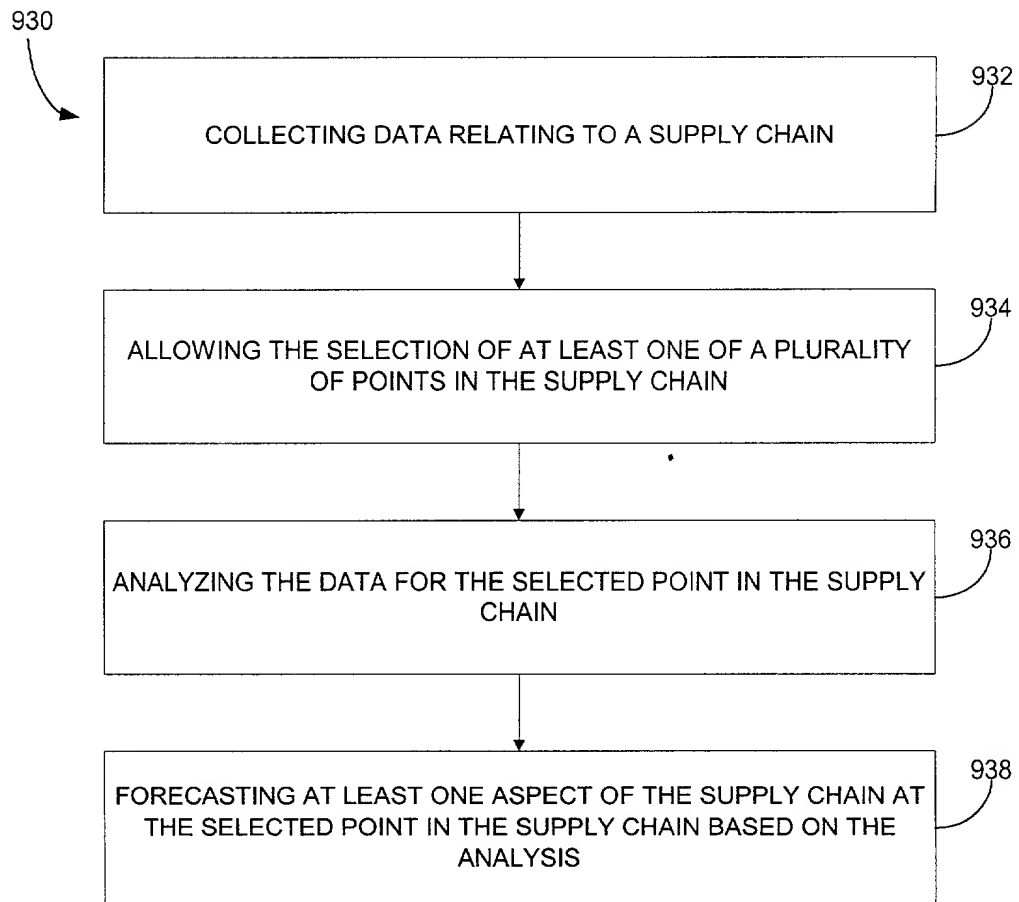 930
932
COLLECTING DATA RELATING TO A SUPPLY CHAIN
934
ALLOWING THE SELECTION OF AT LEAST ONE OF A PLURALITY
OF POINTS IN THE SUPPLY CHAIN
936
ANALYZING THE DATA FOR THE SELECTED POINT IN THE SUPPLY
CHAIN
938
FORECASTING AT LEAST ONE ASPECT OF THE SUPPLY CHAIN AT
THE SELECTED POINT IN THE SUPPLY CHAIN BASED ON THE
ANALYSIS